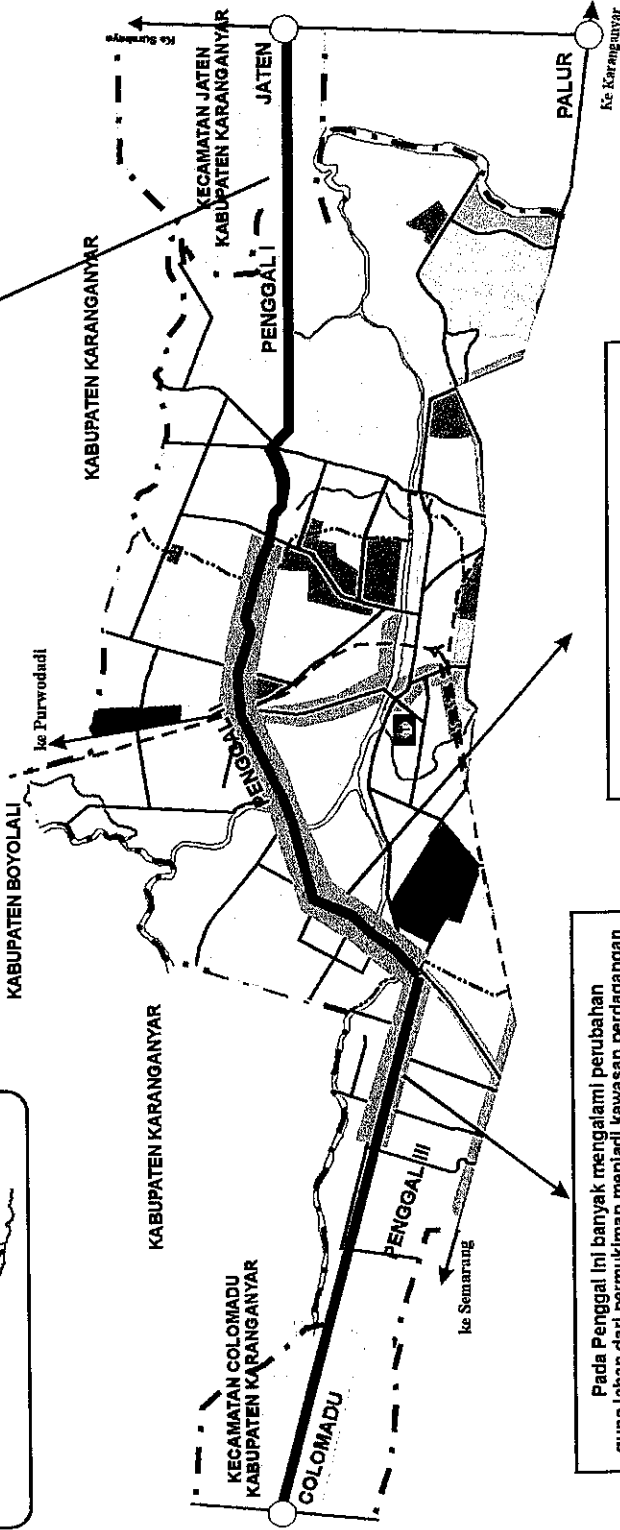 KABUPATEN BOYOLALI
ke Purwodadi
KABUPATEN KARANGANYAR
Ke Surabaya
KECAMATAN JATEN
KABUPATEN KARANGANYAR
JATEN
PENGGAL I
PENGGAL
KABUPATEN KARANGANYAR
PALUR
Ke Karanganyar
KECAMATAN COLOMADU
KABUPATEN KARANGANYAR
COLOMADU
PENGGAL III
ke Semarang
Pada Penggal Ini banyak mengalami perubahan
guna lahan dari permukiman menjadi kawasan perdagangan